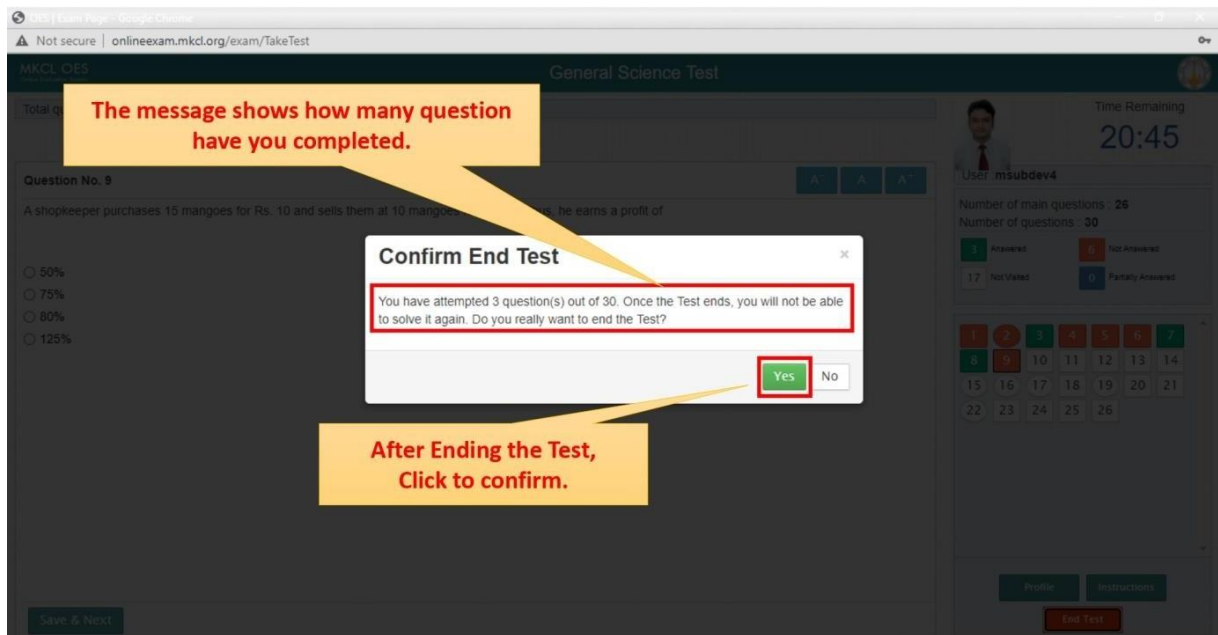 OES | Exam Page - Google Chrome
Not secure | onlineexam.mkcl.org/exam/TakeTest
MKCL OES
General Science Test
Total qu
The message shows how many question
have you completed.
Time Remaining
20:45
User msubdev4
Question No. 9
A⁻ A A⁺
A shopkeeper purchases 15 mangoes for Rs. 10 and sells them at 10 mangoes us, he earns a profit of
50%
75%
80%
125%
Number of main questions : 26
Number of questions : 30
3 Answered 6 Not Answered
17 Not Visited 0 Partially Answered
Confirm End Test ×
You have attempted 3 question(s) out of 30. Once the Test ends, you will not be able
to solve it again. Do you really want to end the Test?
Yes No
1 2 3 4 5 6 7
8 9 10 11 12 13 14
15 16 17 18 19 20 21
22 23 24 25 26
After Ending the Test,
Click to confirm.
Profile Instructions
Save & Next
End Test